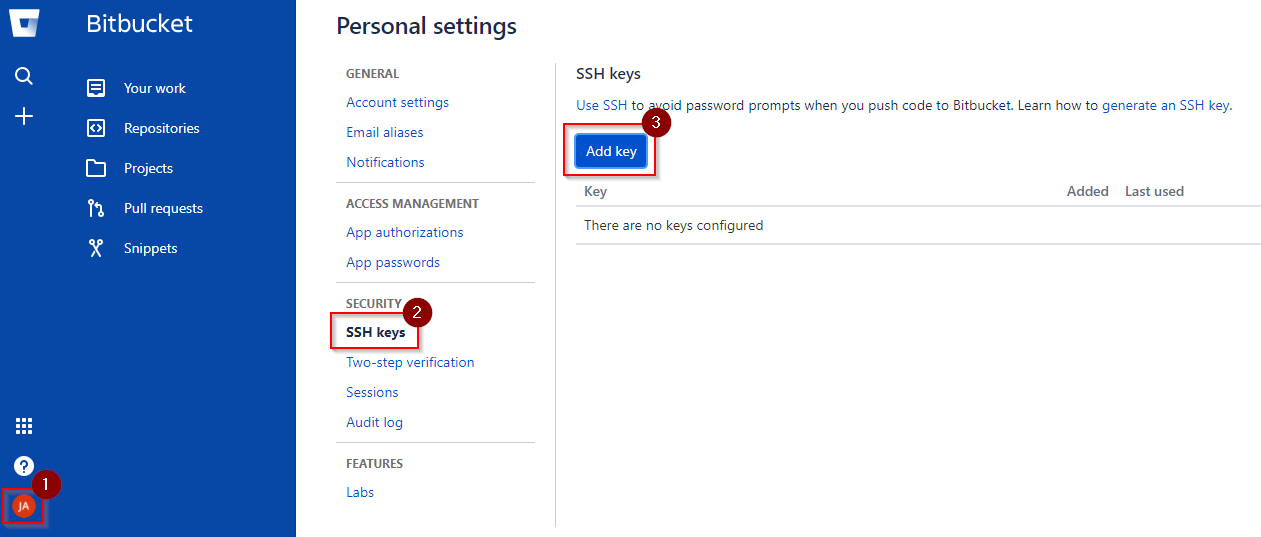 Bitbucket
Your work
Repositories
Projects
Pull requests
Snippets
?
JA
1
Personal settings
GENERAL
Account settings
Email aliases
Notifications
ACCESS MANAGEMENT
App authorizations
App passwords
SECURITY
SSH keys
2
Two-step verification
Sessions
Audit log
FEATURES
Labs
SSH keys
Use SSH to avoid password prompts when you push code to Bitbucket. Learn how to generate an SSH key.
3
Add key
Key Added Last used
There are no keys configured